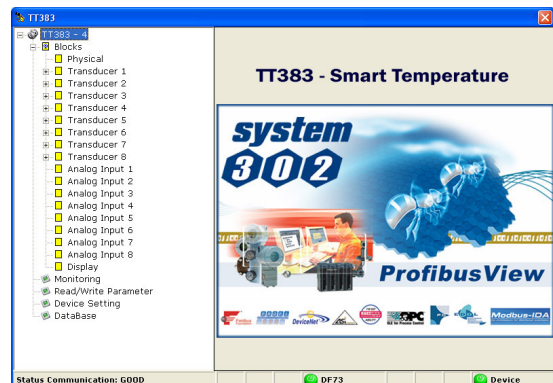 TT383
TT383 - 4
Blocks
Physical
Transducer 1
Transducer 2
Transducer 3
Transducer 4
Transducer 5
Transducer 6
Transducer 7
Transducer 8
Analog Input 1
Analog Input 2
Analog Input 3
Analog Input 4
Analog Input 5
Analog Input 6
Analog Input 7
Analog Input 8
Display
Monitoring
Read/Write Parameter
Device Setting
DataBase
TT383 - Smart Temperature
system
302
ProfibusView
DeviceNet
OPC
Modbus-IDA
Status Communication: GOOD
DF73
Device